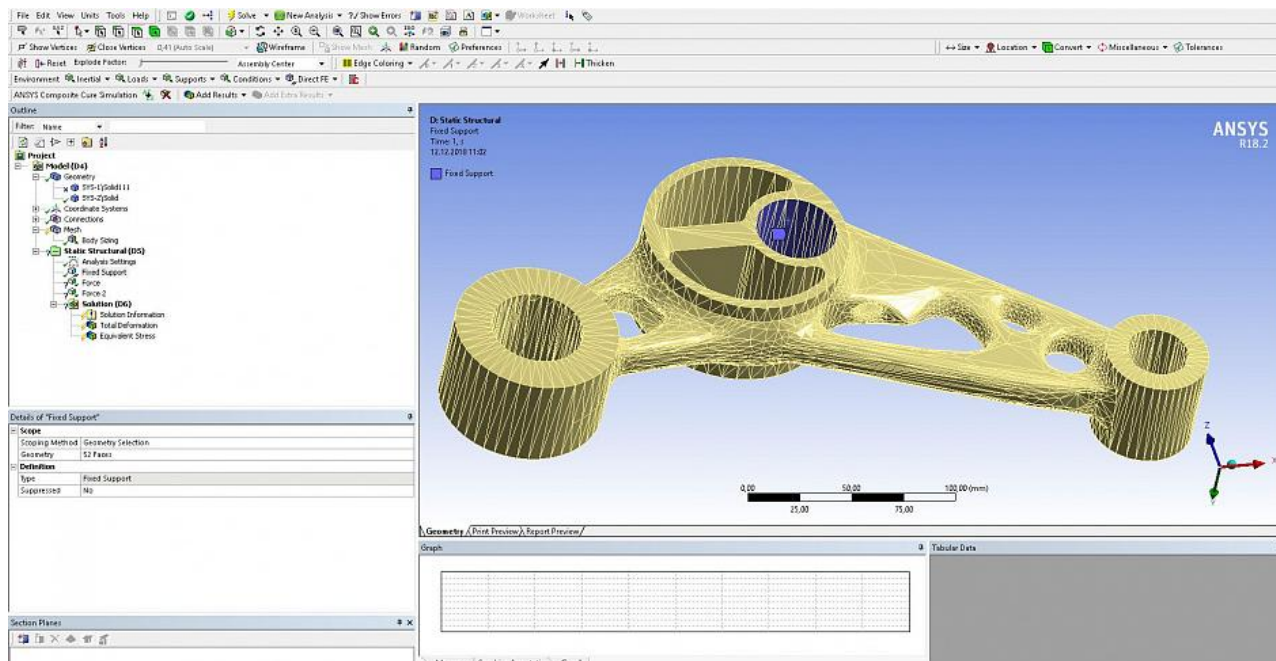 File Edit View Units Tools Help Solve New Analysis ?/ Show Errors Worksheet
Show Vertices Close Vertices 0,41 (Auto Scale) Wireframe Show Mesh Random Preferences Size Location Convert Miscellaneous Tolerances
Reset Explode Factor: Assembly Center Edge Coloring Thicken
Environment Inertial Loads Supports Conditions Direct FE
ANSYS Composite Cure Simulation Add Results Add Extra Results
Outline
Filter: Name
Project
Model (D4)
Geometry
Coordinate Systems
Connections
Mesh
Body Sizing
Static Structural (D5)
Analysis Settings
Fixed Support
Force
Force 2
Solution (D6)
Solution Information
Total Deformation
Equivalent Stress
Details of "Fixed Support"
Scope
Scoping Method Geometry Selection
Geometry 52 Faces
Definition
Type Fixed Support
Suppressed No
Section Planes
D: Static Structural
Fixed Support
Time: 1, s
12.12.2018 11:02
Fixed Support
ANSYS
R18.2
Z
X
Y
0,00 50,00 100,00 (mm)
25,00 75,00
Geometry Print Preview Report Preview
Graph
Tabular Data